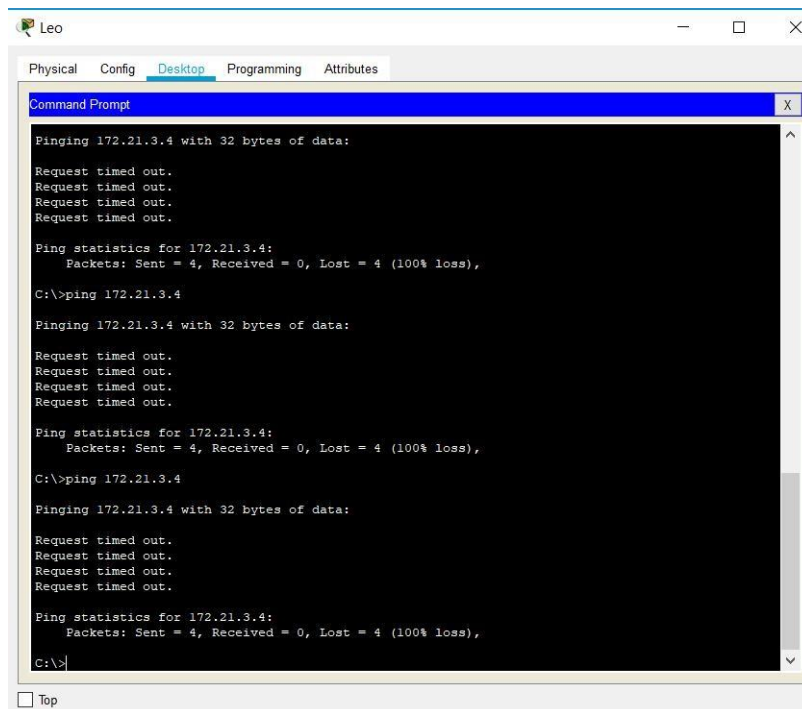 Leo
Physical Config Desktop Programming Attributes
Command Prompt
X
Pinging 172.21.3.4 with 32 bytes of data:
Request timed out.
Request timed out.
Request timed out.
Request timed out.
Ping statistics for 172.21.3.4:
Packets: Sent = 4, Received = 0, Lost = 4 (100% loss),
C:\>ping 172.21.3.4
Pinging 172.21.3.4 with 32 bytes of data:
Request timed out.
Request timed out.
Request timed out.
Request timed out.
Ping statistics for 172.21.3.4:
Packets: Sent = 4, Received = 0, Lost = 4 (100% loss),
C:\>ping 172.21.3.4
Pinging 172.21.3.4 with 32 bytes of data:
Request timed out.
Request timed out.
Request timed out.
Request timed out.
Ping statistics for 172.21.3.4:
Packets: Sent = 4, Received = 0, Lost = 4 (100% loss),
C:\>
Top